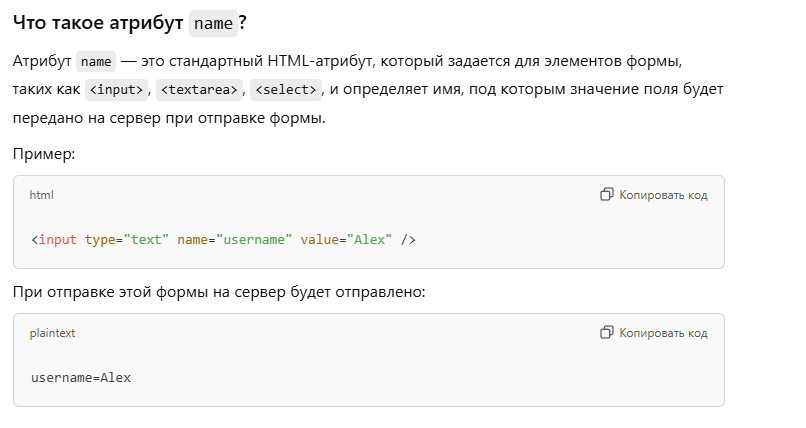 Что такое атрибут name?
Атрибут name — это стандартный HTML-атрибут, который задается для элементов формы,
таких как <input>, <textarea>, <select>, и определяет имя, под которым значение поля будет
передано на сервер при отправке формы.
Пример:
html
Копировать код
<input type="text" name="username" value="Alex" />
При отправке этой формы на сервер будет отправлено:
plaintext
Копировать код
username=Alex